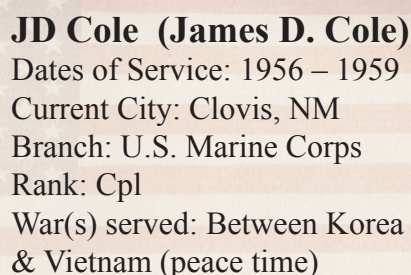 JD Cole  (James D. Cole)
Dates of Service: 1956 – 1959
Current City: Clovis, NM
Branch: U.S. Marine Corps
Rank: Cpl
War(s) served: Between Korea
& Vietnam (peace time)